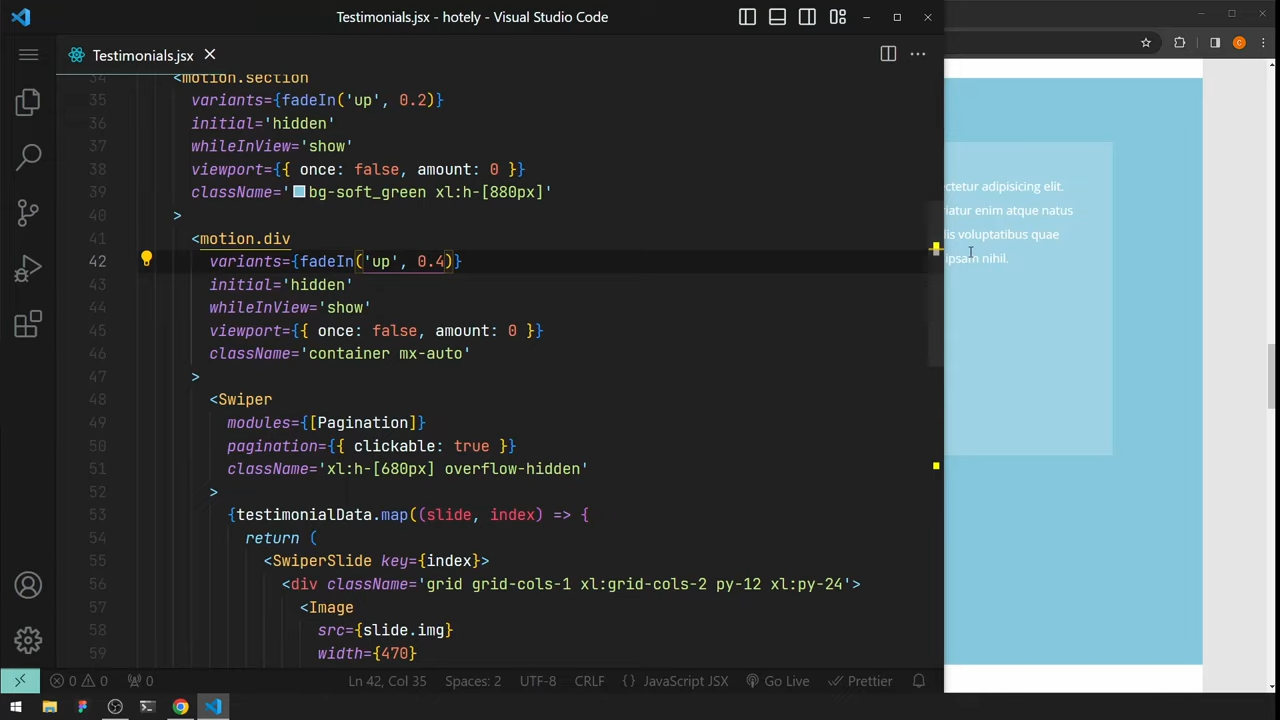 Testimonials.jsx - hotely - Visual Studio Code
Testimonials.jsx
34 <motion.section
35 variants={fadeIn('up', 0.2)}
36 initial='hidden'
37 whileInView='show'
38 viewport={{ once: false, amount: 0 }}
39 className='bg-soft_green xl:h-[880px]'
40 >
41 <motion.div
42 variants={fadeIn('up', 0.4)}
43 initial='hidden'
44 whileInView='show'
45 viewport={{ once: false, amount: 0 }}
46 className='container mx-auto'
47 >
48 <Swiper
49 modules={[Pagination]}
50 pagination={{ clickable: true }}
51 className='xl:h-[680px] overflow-hidden'
52 >
53 {testimonialData.map((slide, index) => {
54 return (
55 <SwiperSlide key={index}>
56 <div className='grid grid-cols-1 xl:grid-cols-2 py-12 xl:py-24'>
57 <Image
58 src={slide.img}
59 width={470}
ctetur adipisicing elit.
iatur enim atque natus
lis voluptatibus quae
ipsam nihil.
C
0 0 0 Ln 42, Col 35 Spaces: 2 UTF-8 CRLF {} JavaScript JSX Go Live Prettier